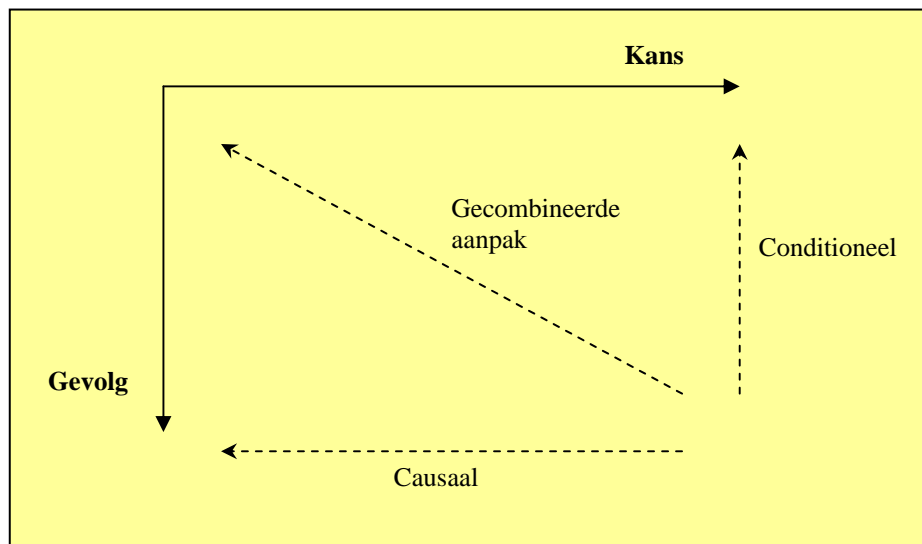 Kans
Gecombineerde
aanpak
Conditioneel
Gevolg
Causaal